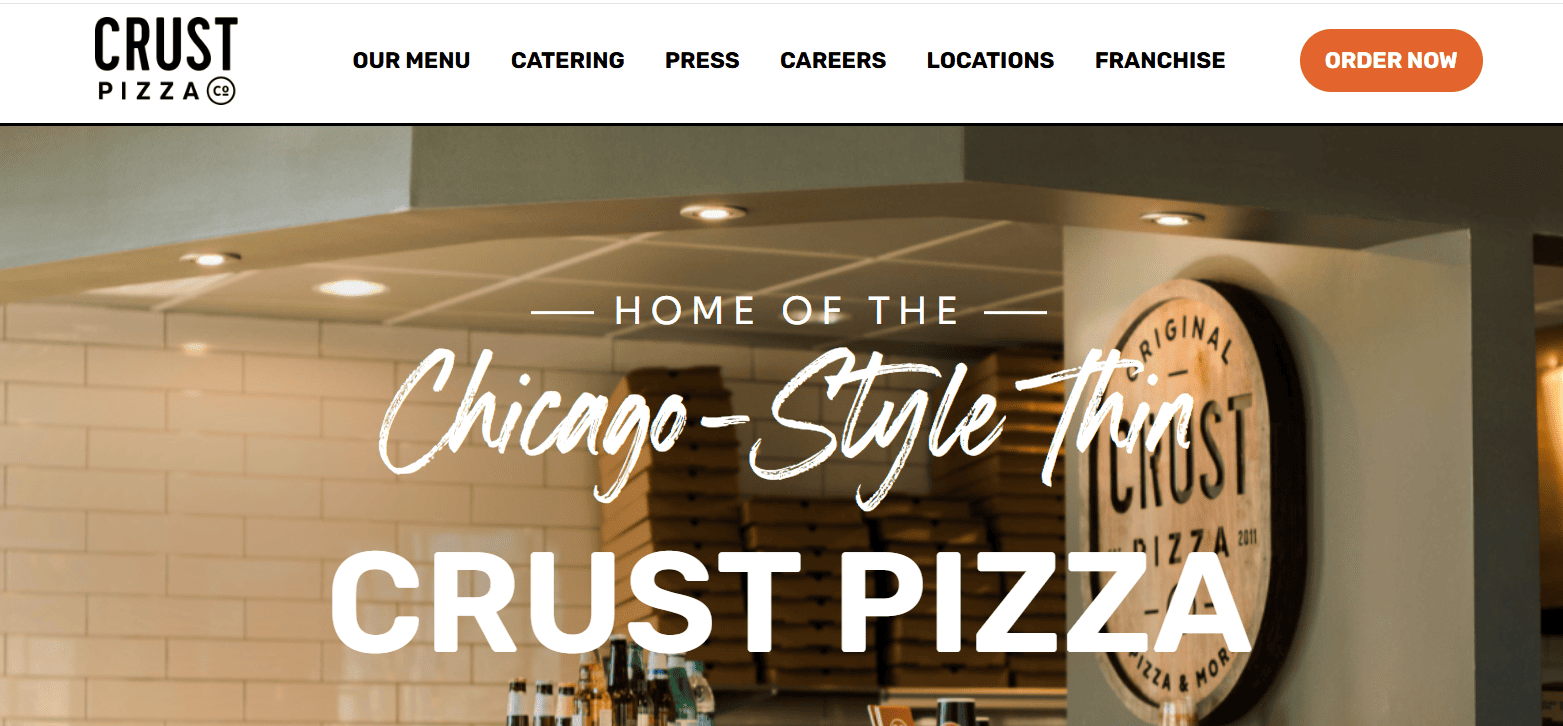 CRUST
PIZZA CO
OUR MENU CATERING PRESS CAREERS LOCATIONS FRANCHISE ORDER NOW
HOME OF THE
Chicago-Style Thin
CRUST PIZZA
ORIGINAL
CRUST
PIZZA 2011
PIZZA & MOR